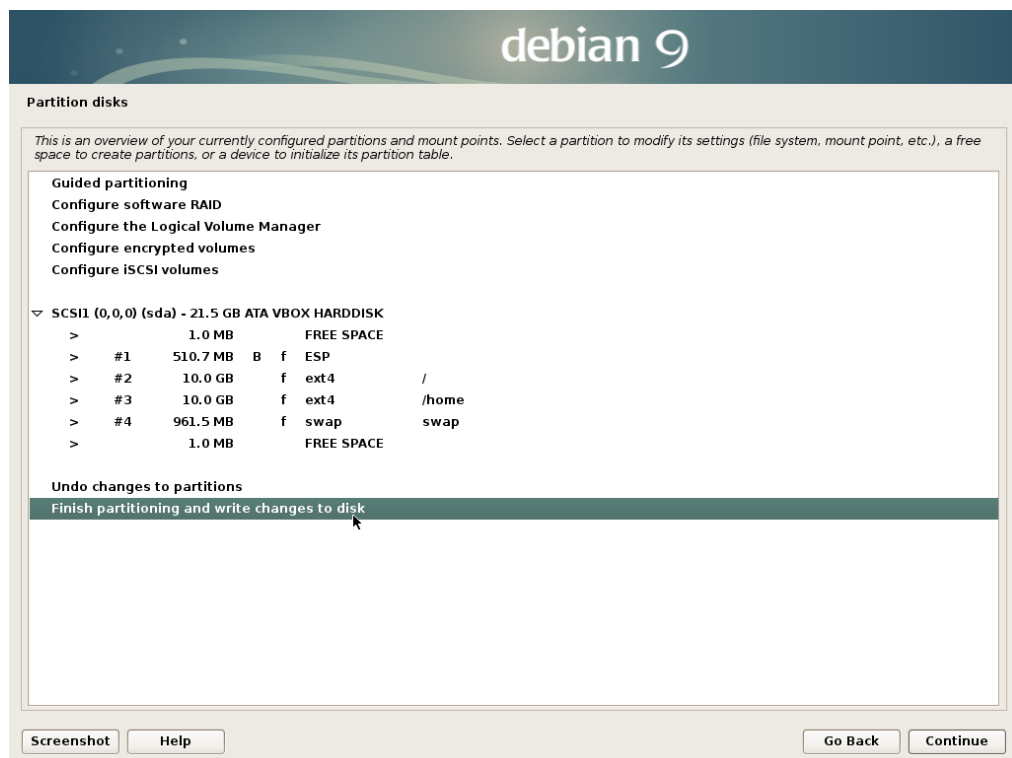 debian 9
Partition disks
This is an overview of your currently configured partitions and mount points. Select a partition to modify its settings (file system, mount point, etc.), a free
space to create partitions, or a device to initialize its partition table.
Guided partitioning
Configure software RAID
Configure the Logical Volume Manager
Configure encrypted volumes
Configure iSCSI volumes
SCSI1 (0,0,0) (sda) - 21.5 GB ATA VBOX HARDDISK
> 1.0 MB FREE SPACE
> #1 510.7 MB B f ESP
> #2 10.0 GB f ext4 /
> #3 10.0 GB f ext4 /home
> #4 961.5 MB f swap swap
> 1.0 MB FREE SPACE
Undo changes to partitions
Finish partitioning and write changes to disk
Screenshot Help Go Back Continue